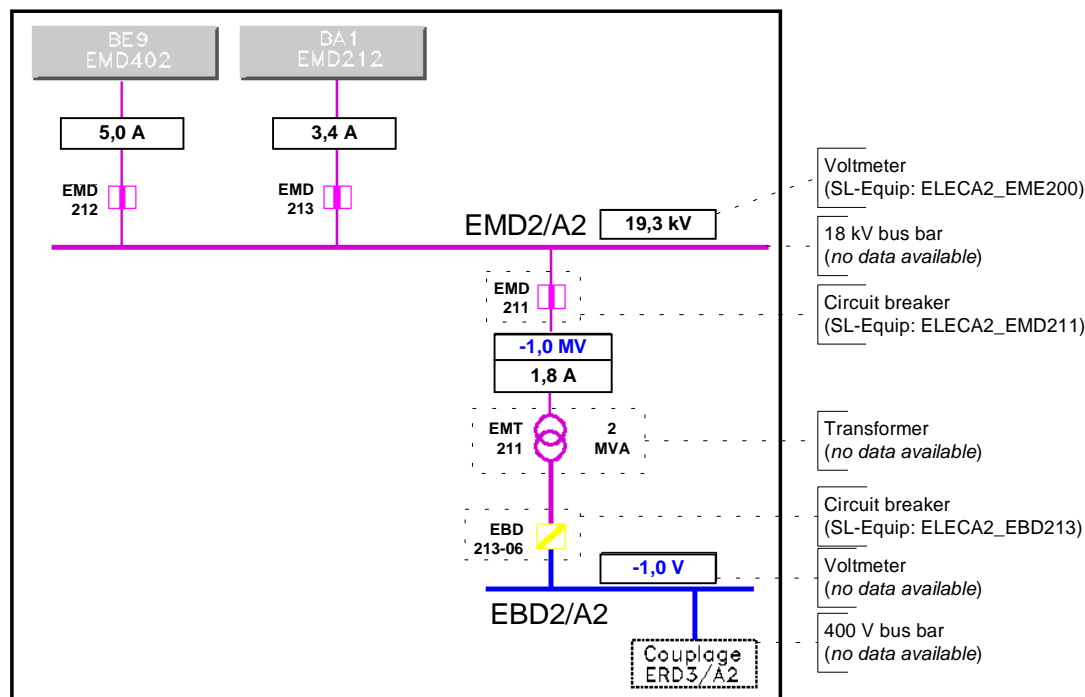 BE9
EMD402
BA1
EMD212
5,0 A
3,4 A
EMD
212
EMD
213
EMD2/A2
19,3 kV
Voltmeter
(SL-Equip: ELECA2_EME200)
18 kV bus bar
(no data available)
EMD
211
Circuit breaker
(SL-Equip: ELECA2_EMD211)
-1,0 MV
1,8 A
EMT
211
2
MVA
Transformer
(no data available)
EBD
213-06
Circuit breaker
(SL-Equip: ELECA2_EBD213)
-1,0 V
Voltmeter
(no data available)
EBD2/A2
400 V bus bar
(no data available)
Couplage
ERD3/A2